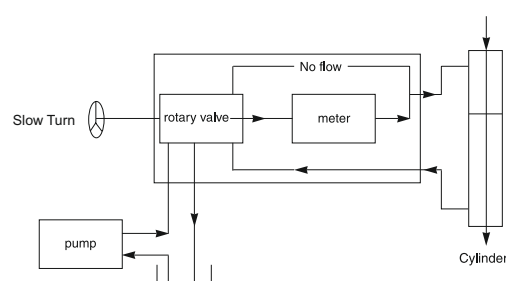 No flow
Slow Turn
rotary valve
meter
pump
Cylinder